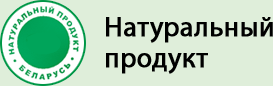 НАТУРАЛЬНЫЙ ПРОДУКТ
БЕЛАРУСЬ
Натуральный
продукт